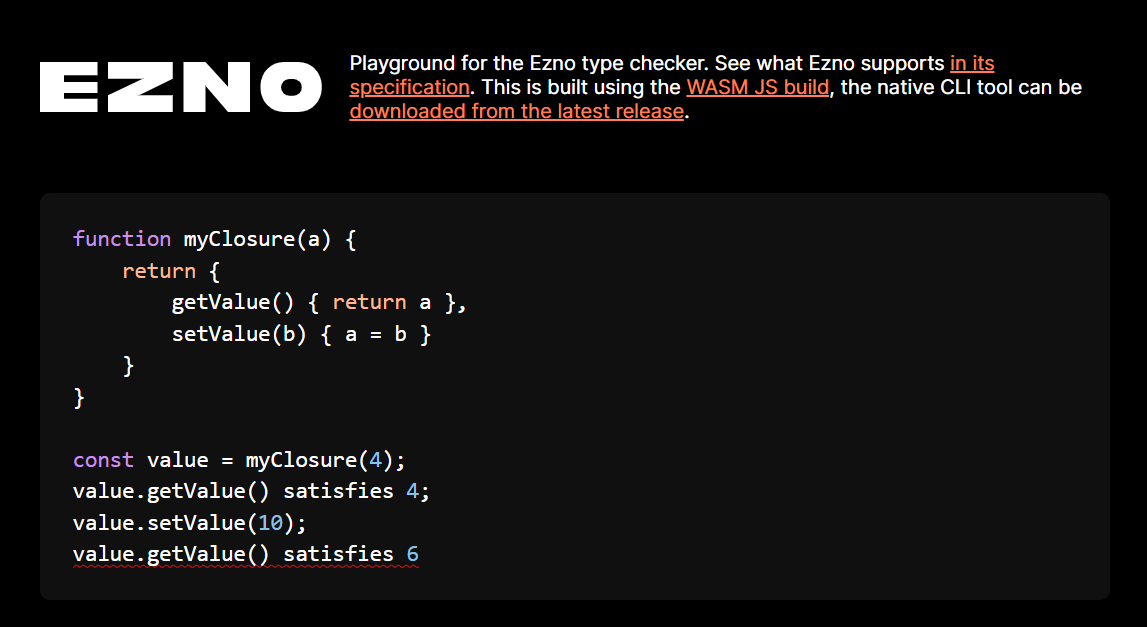 EZNO
Playground for the Ezno type checker. See what Ezno supports in its
specification. This is built using the WASM JS build, the native CLI tool can be
downloaded from the latest release.
function myClosure(a) {
    return {
        getValue() { return a },
        setValue(b) { a = b }
    }
}
const value = myClosure(4);
value.getValue() satisfies 4;
value.setValue(10);
value.getValue() satisfies 6